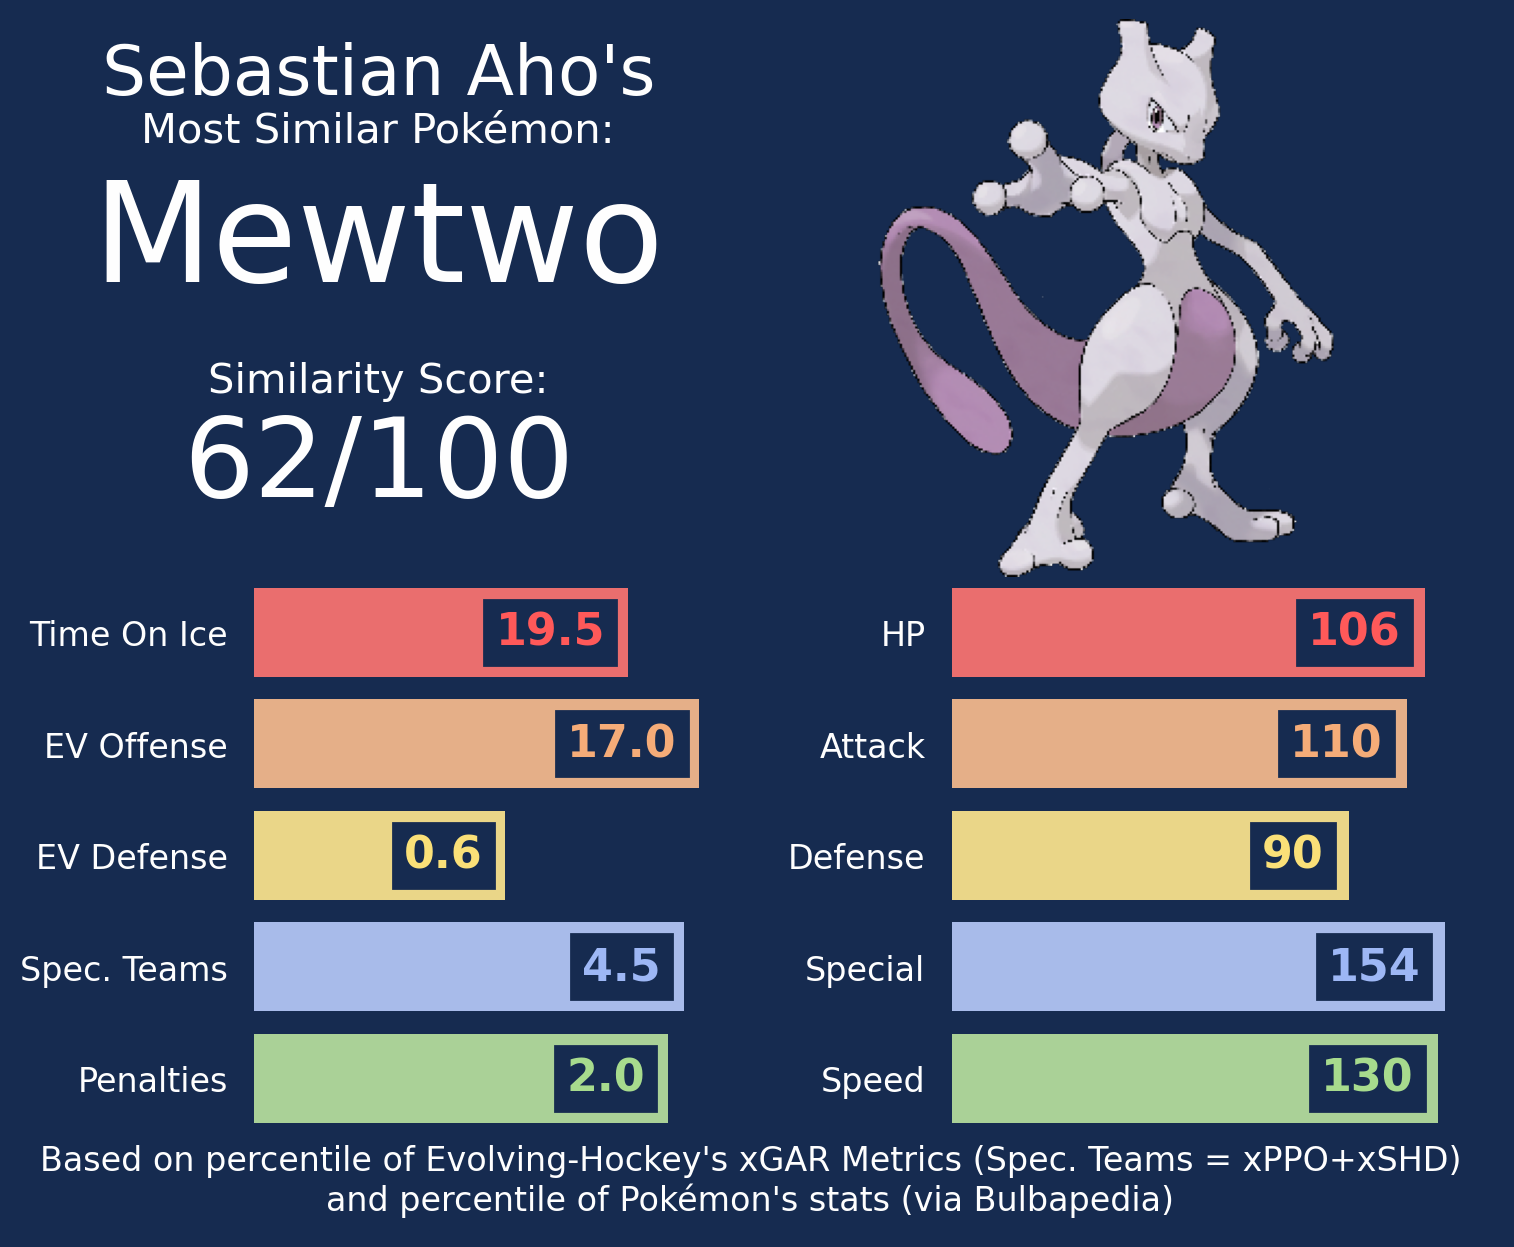 Sebastian Aho's
Most Similar Pokémon:
Mewtwo
Similarity Score:
62/100
Time On Ice 19.5
EV Offense 17.0
EV Defense 0.6
Spec. Teams 4.5
Penalties 2.0
HP 106
Attack 110
Defense 90
Special 154
Speed 130
Based on percentile of Evolving-Hockey's xGAR Metrics (Spec. Teams = xPPO+xSHD)
and percentile of Pokémon's stats (via Bulbapedia)